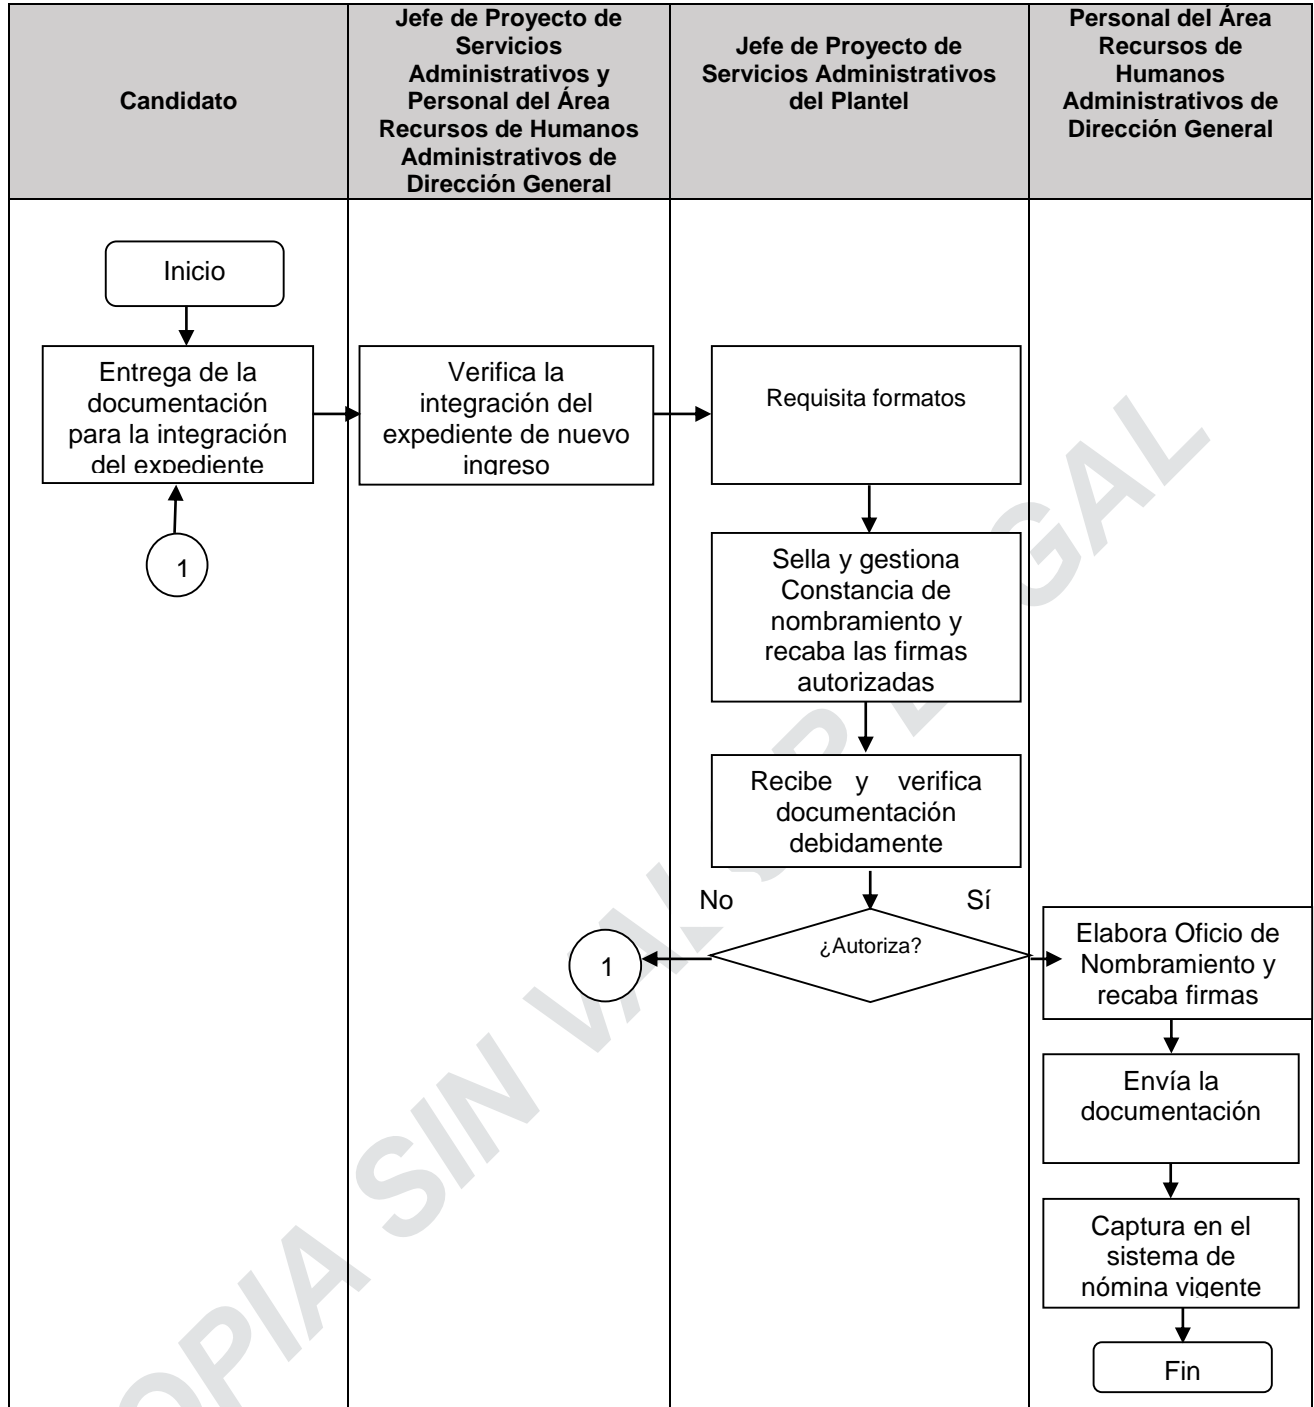 Candidato
Jefe de Proyecto de
Servicios
Administrativos y
Personal del Área
Recursos de Humanos
Administrativos de
Dirección General
Jefe de Proyecto de
Servicios Administrativos
del Plantel
Personal del Área
Recursos de
Humanos
Administrativos de
Dirección General
Inicio
Entrega de la
documentación
para la integración
del expediente
1
Verifica la
integración del
expediente de nuevo
ingreso
Requisita formatos
Sella y gestiona
Constancia de
nombramiento y
recaba las firmas
autorizadas
Recibe y verifica
documentación
debidamente
No
Sí
¿Autoriza?
1
Elabora Oficio de
Nombramiento y
recaba firmas
Envía la
documentación
Captura en el
sistema de
nómina vigente
Fin
OPIA SIN VALOR LEGAL